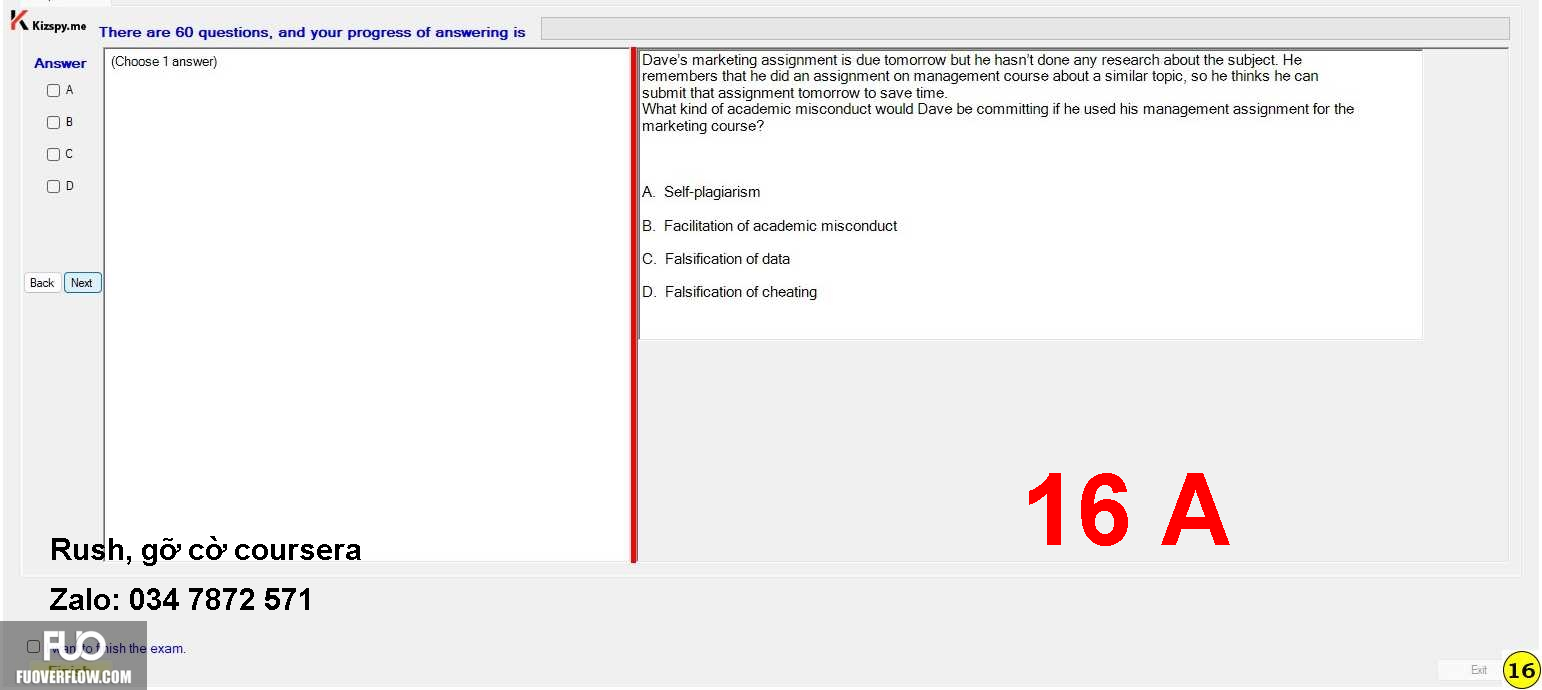 Kizspy.me
There are 60 questions, and your progress of answering is
Answer
A
B
C
D
Back
Next
(Choose 1 answer)
Dave's marketing assignment is due tomorrow but he hasn't done any research about the subject. He
remembers that he did an assignment on management course about a similar topic, so he thinks he can
submit that assignment tomorrow to save time.
What kind of academic misconduct would Dave be committing if he used his management assignment for the
marketing course?
A. Self-plagiarism
B. Facilitation of academic misconduct
C. Falsification of data
D. Falsification of cheating
16 A
Rush, gỡ cờ coursera
Zalo: 034 7872 571
FUO
FUOVERFLOW.COM
want to finish the exam.
Finish
Exit
16